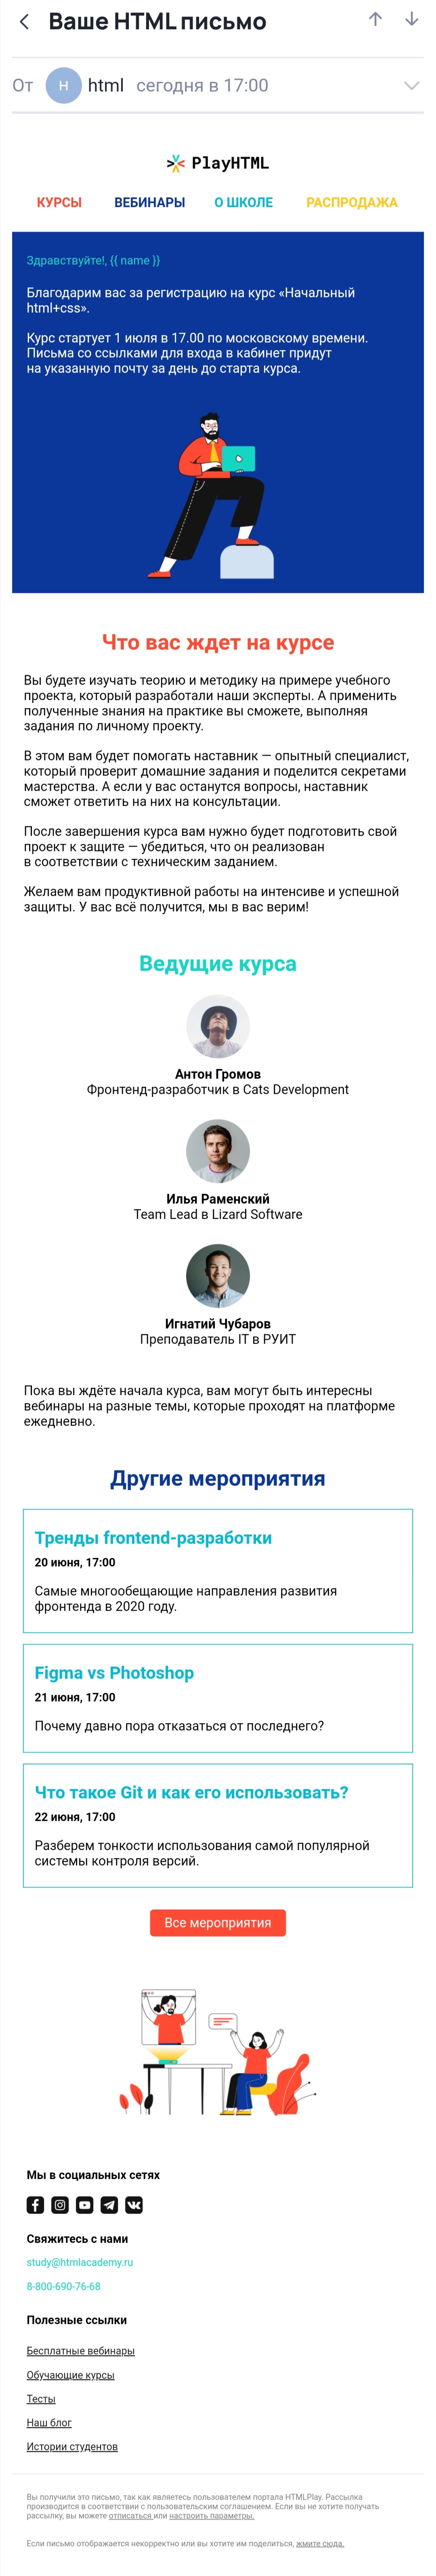 Ваше HTML письмо
От H html сегодня в 17:00
PlayHTML
КУРСЫ ВЕБИНАРЫ О ШКОЛЕ РАСПРОДАЖА
Здравствуйте!, {{ name }}
Благодарим вас за регистрацию на курс «Начальный
html+css».
Курс стартует 1 июля в 17.00 по московскому времени.
Письма со ссылками для входа в кабинет придут
на указанную почту за день до старта курса.
Что вас ждет на курсе
Вы будете изучать теорию и методику на примере учебного
проекта, который разработали наши эксперты. А применить
полученные знания на практике вы сможете, выполняя
задания по личному проекту.
В этом вам будет помогать наставник — опытный специалист,
который проверит домашние задания и поделится секретами
мастерства. А если у вас останутся вопросы, наставник
сможет ответить на них на консультации.
После завершения курса вам нужно будет подготовить свой
проект к защите — убедиться, что он реализован
в соответствии с техническим заданием.
Желаем вам продуктивной работы на интенсиве и успешной
защиты. У вас всё получится, мы в вас верим!
Ведущие курса
Антон Громов
Фронтенд-разработчик в Cats Development
Илья Раменский
Team Lead в Lizard Software
Игнатий Чубаров
Преподаватель IT в РУИТ
Пока вы ждёте начала курса, вам могут быть интересны
вебинары на разные темы, которые проходят на платформе
ежедневно.
Другие мероприятия
Тренды frontend-разработки
20 июня, 17:00
Самые многообещающие направления развития
фронтенда в 2020 году.
Figma vs Photoshop
21 июня, 17:00
Почему давно пора отказаться от последнего?
Что такое Git и как его использовать?
22 июня, 17:00
Разберем тонкости использования самой популярной
системы контроля версий.
Все мероприятия
Мы в социальных сетях
Свяжитесь с нами
study@htmlacademy.ru
8-800-690-76-68
Полезные ссылки
Бесплатные вебинары
Обучающие курсы
Тесты
Наш блог
Истории студентов
Вы получили это письмо, так как являетесь пользователем портала HTMLPlay. Рассылка
производится в соответствии с пользовательским соглашением. Если вы не хотите получать
рассылку, вы можете отписаться или настроить параметры.
Если письмо отображается некорректно или вы хотите им поделиться, жмите сюда.